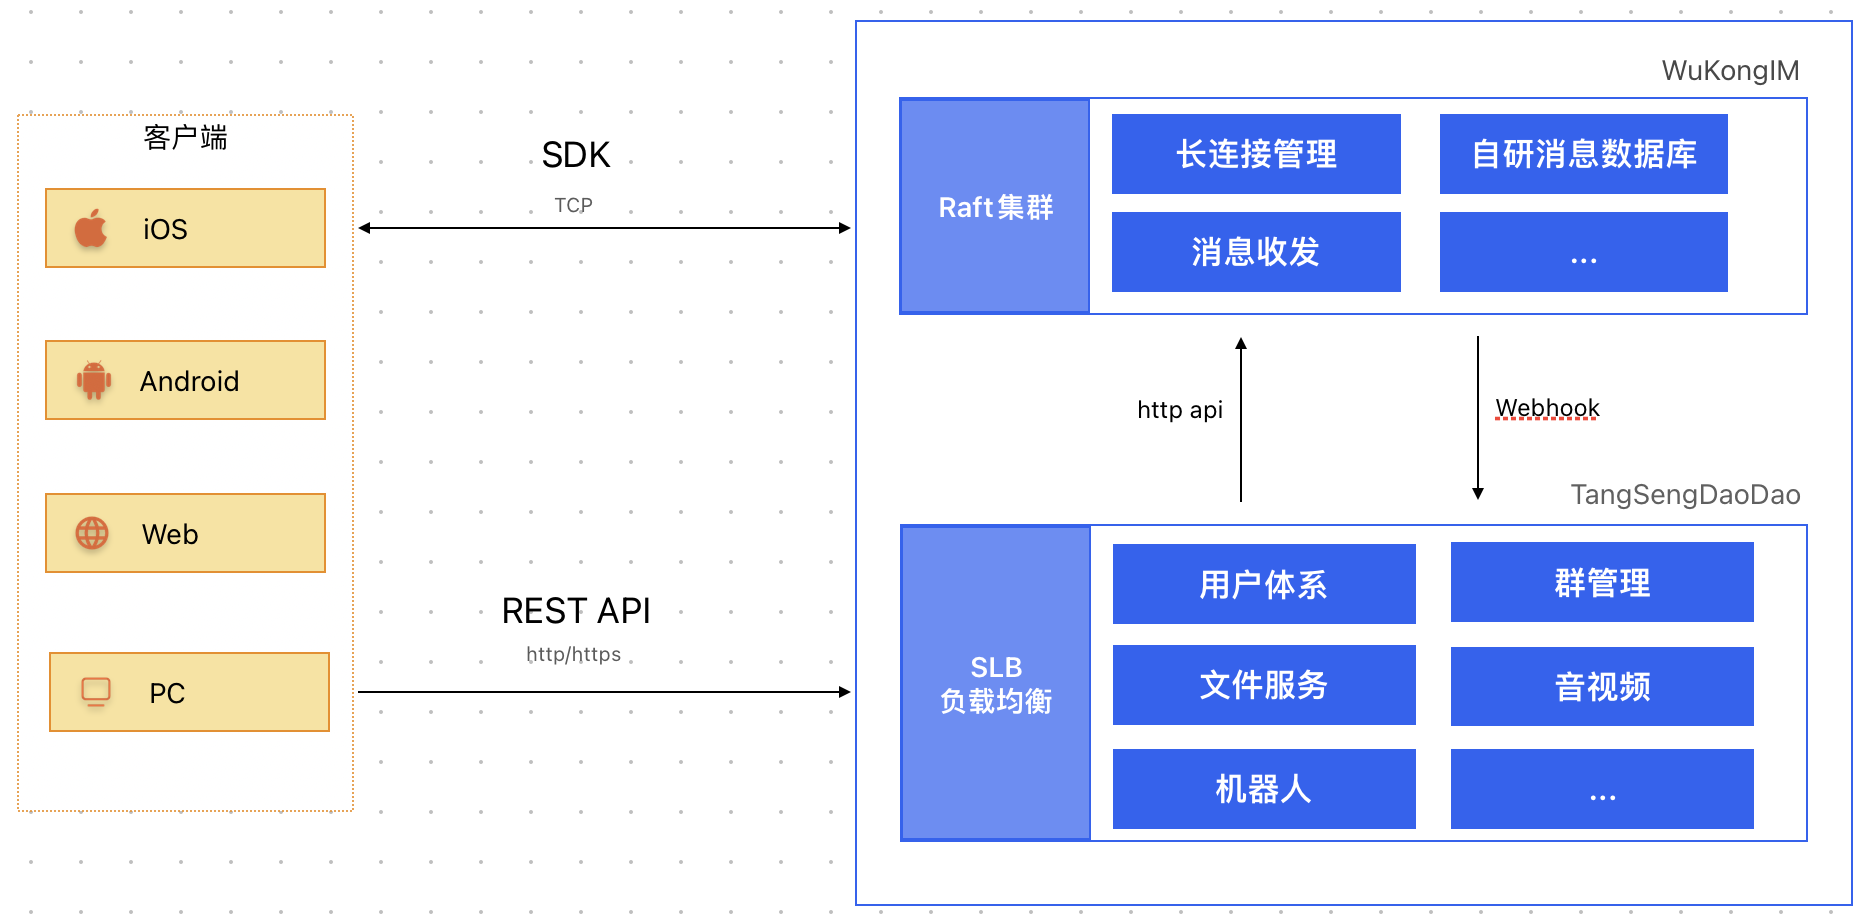 客户端
iOS
Android
Web
PC
SDK
TCP
REST API
http/https
WuKongIM
Raft集群
长连接管理
自研消息数据库
消息收发
...
http api
Webhook
TangSengDaoDao
SLB
负载均衡
用户体系
群管理
文件服务
音视频
机器人
...